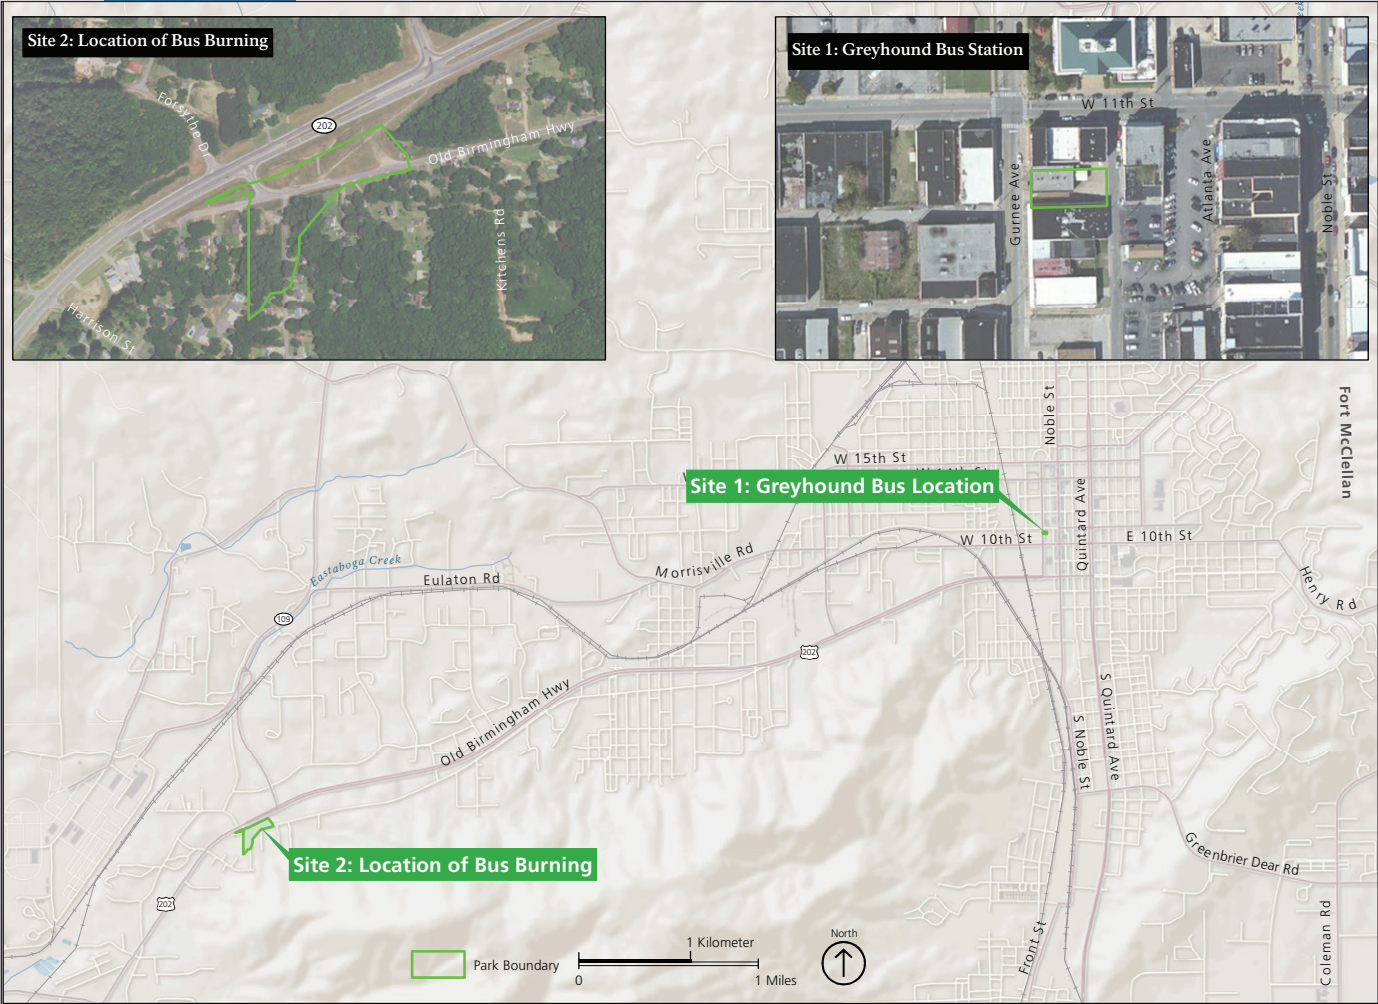 Site 2: Location of Bus Burning
Forsythe Dr
202
Old Birmingham Hwy
Kitchens Rd
Harrison St
Site 1: Greyhound Bus Station
W 11th St
Gurnee Ave
Atlanta Ave
Noble St
Fort McClellan
Noble St
W 15th St
Site 1: Greyhound Bus Location
Quintard Ave
W 10th St
E 10th St
Morrisville Rd
Henry Rd
Eastaboga Creek
Eulaton Rd
109
202
Old Birmingham Hwy
S Quintard Ave
S Noble St
Site 2: Location of Bus Burning
Greenbrier Dear Rd
202
Coleman Rd
Front St
Park Boundary
1 Kilometer
0
1 Miles
North